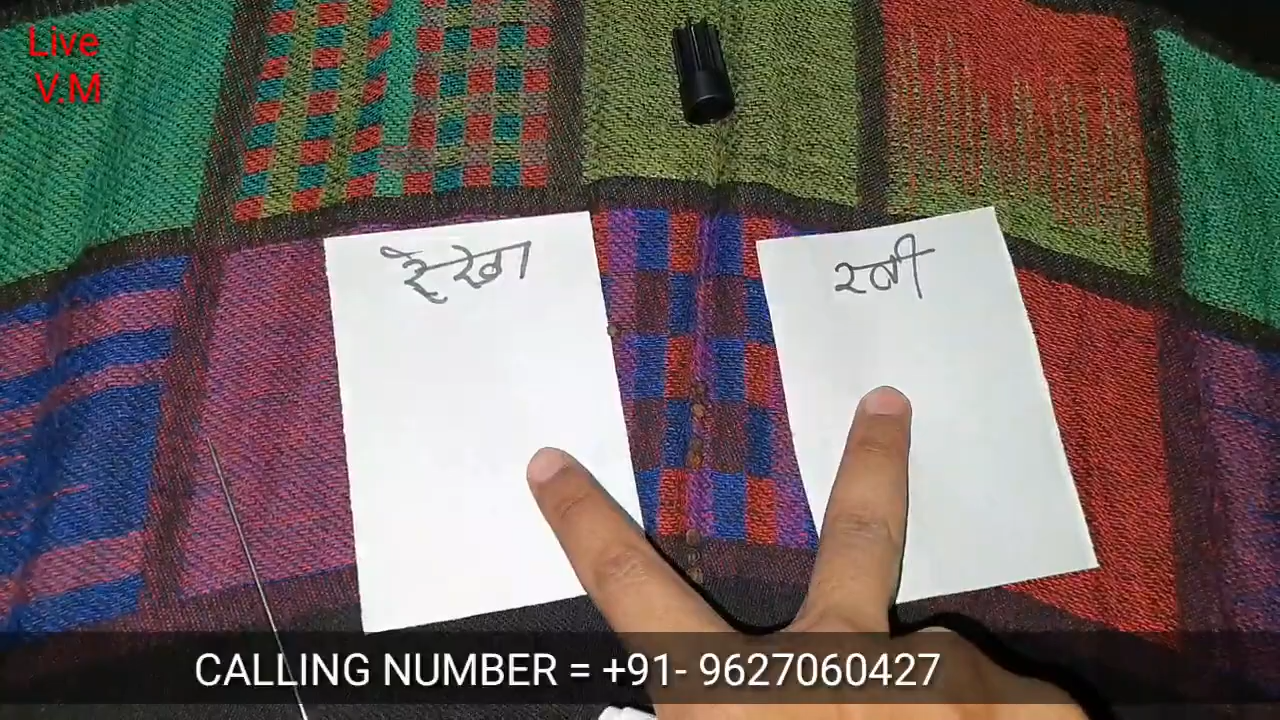 Live
V.M
रेखा
रवी
CALLING NUMBER = +91- 9627060427